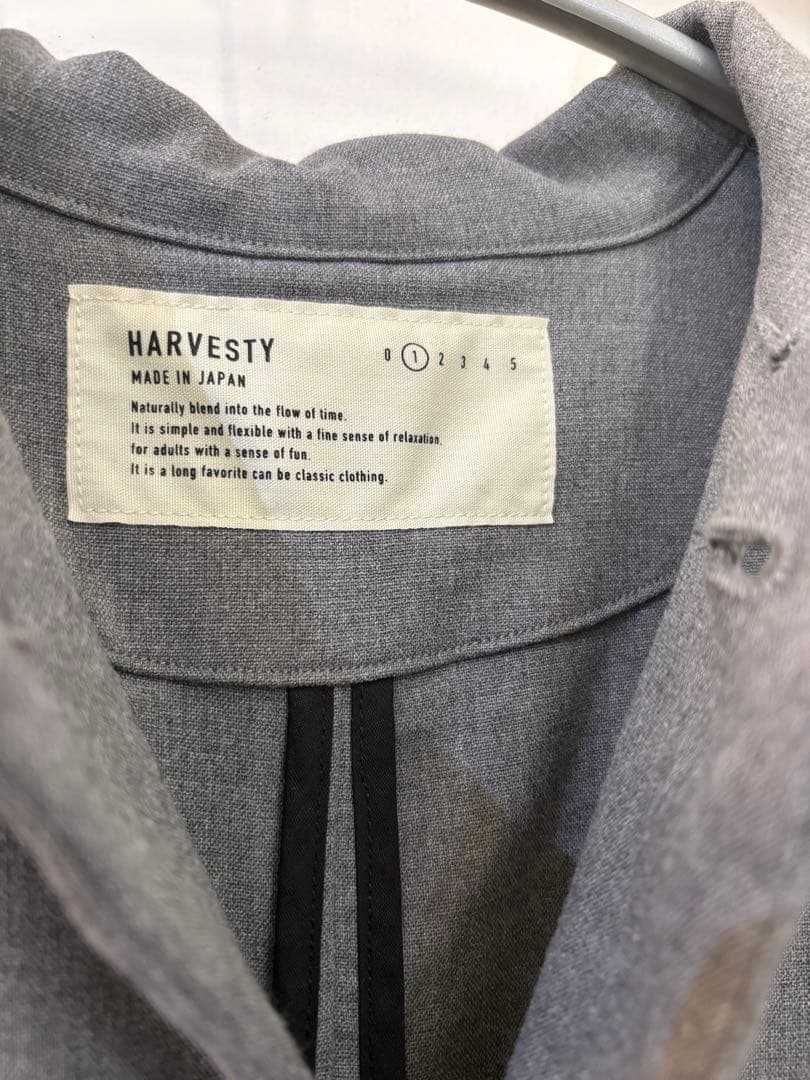 HARVESTY
0 1 2 3 4 5
MADE IN JAPAN
Naturally blend into the flow of time.
It is simple and flexible with a fine sense of relaxation,
for adults with a sense of fun.
It is a long favorite can be classic clothing.